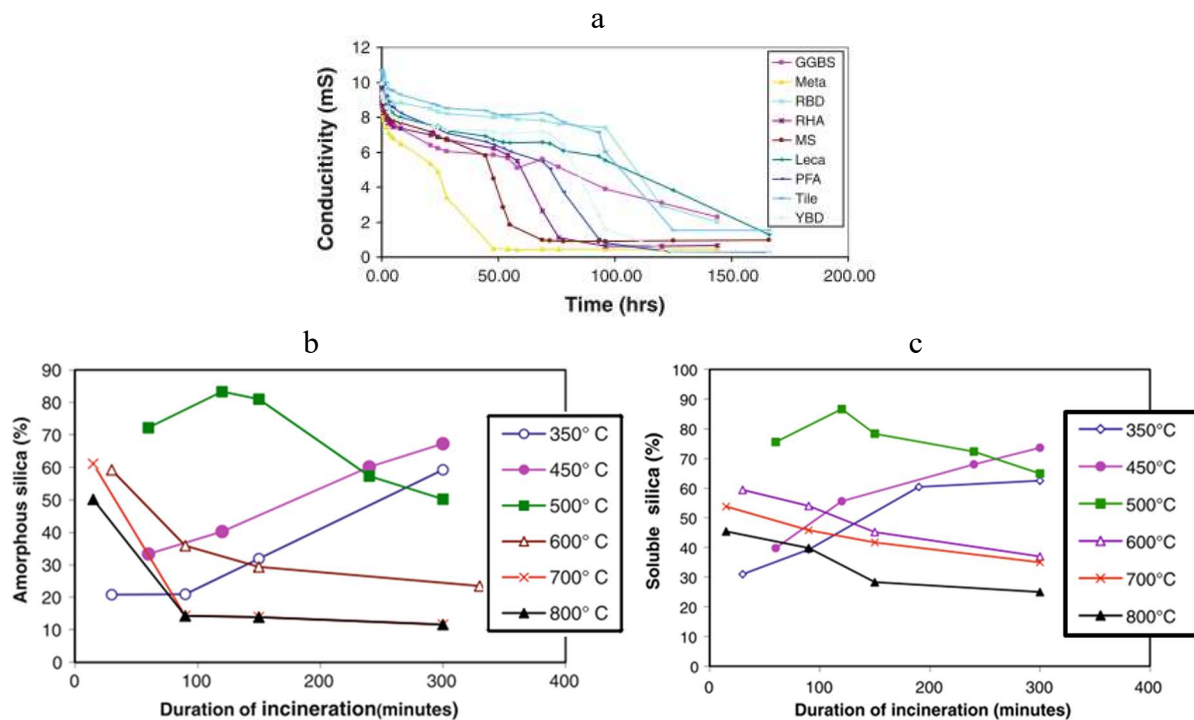 a
12
10
8
6
4
2
0
Conducitivity (mS)
0.00 50.00 100.00 150.00 200.00
Time (hrs)
GGBS
Meta
RBD
RHA
MS
Leca
PFA
Tile
YBD
b
90
80
70
60
50
40
30
20
10
0
Amorphous silica (%)
0 100 200 300 400
Duration of incineration(minutes)
350° C
450° C
500° C
600° C
700° C
800° C
c
100
90
80
70
60
50
40
30
20
10
0
Soluble silica (%)
0 100 200 300 400
Duration of incineration (minutes)
350°C
450°C
500°C
600°C
700°C
800°C